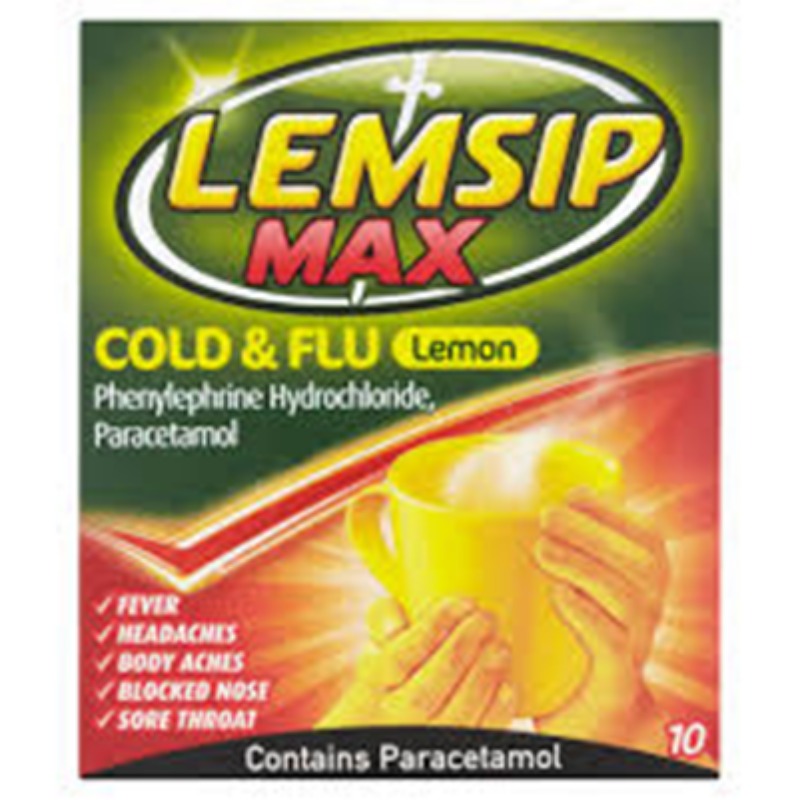 LEMSIP
MAX
COLD & FLU Lemon
Phenylephrine Hydrochloride,
Paracetamol
✓ FEVER
✓ HEADACHES
✓ BODY ACHES
✓ BLOCKED NOSE
✓ SORE THROAT
Contains Paracetamol
10